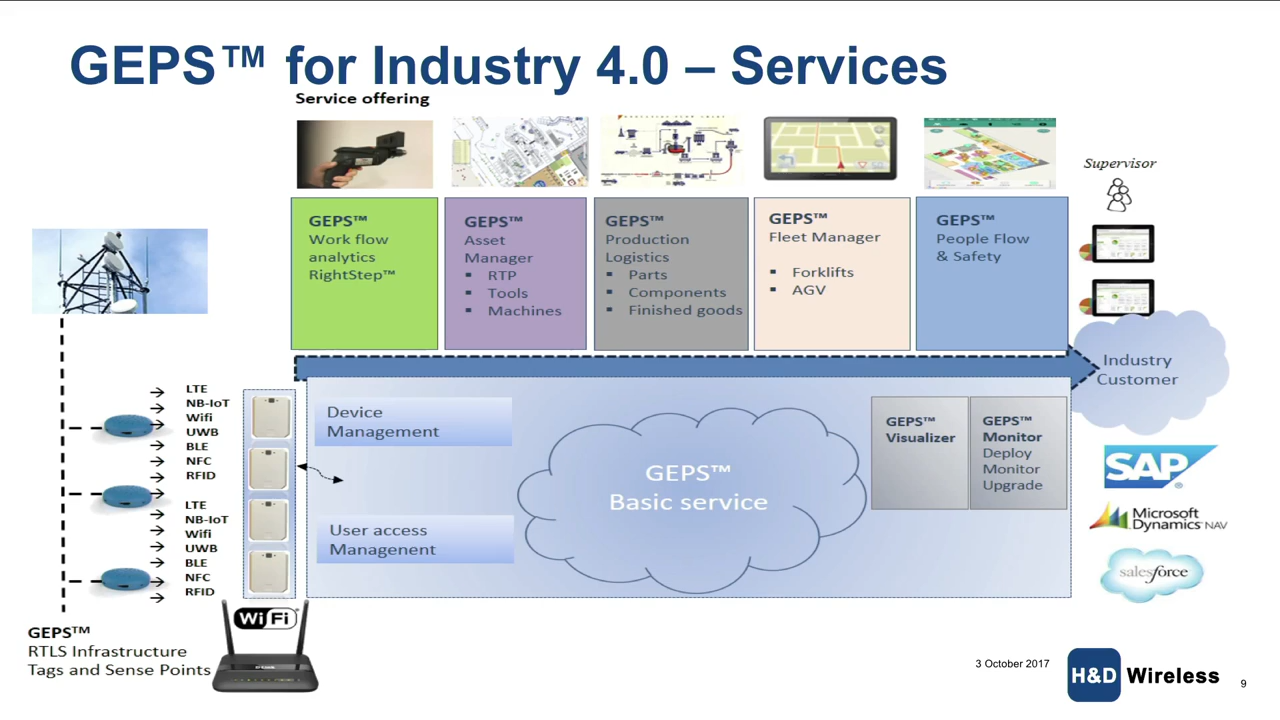 GEPS™ for Industry 4.0 – Services
Service offering
Supervisor
GEPS™
Work flow
analytics
RightStep™
GEPS™
Asset
Manager
▪ RTP
▪ Tools
▪ Machines
GEPS™
Production
Logistics
▪ Parts
▪ Components
▪ Finished goods
GEPS™
Fleet Manager
▪ Forklifts
▪ AGV
GEPS™
People Flow
& Safety
Industry
Customer
LTE
NB-IoT
Wifi
UWB
BLE
NFC
RFID
LTE
NB-IoT
Wifi
UWB
BLE
NFC
RFID
Device
Management
User access
Managenent
GEPS™
Basic service
GEPS™
Visualizer
GEPS™
Monitor
Deploy
Monitor
Upgrade
SAP®
Microsoft
Dynamics NAV
salesforce
GEPS™
RTLS Infrastructure
Tags and Sense Points
WiFi
D-Link
3 October 2017
H&D Wireless
9